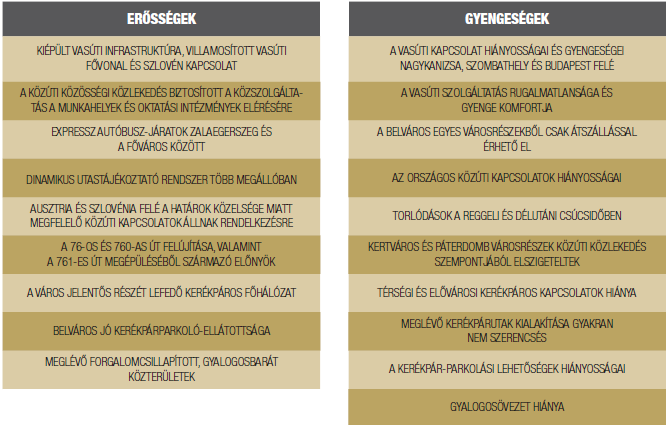 ERŐSSÉGEK
KIÉPÜLT VASÚTI INFRASTRUKTÚRA, VILLAMOSÍTOTT VASÚTI
FŐVONAL ÉS SZLOVÉN KAPCSOLAT
A KÖZÚTI KÖZÖSSÉGI KÖZLEKEDÉS BIZTOSÍTOTT A KÖZSZOLGÁLTA-
TÁS A MUNKAHELYEK ÉS OKTATÁSI INTÉZMÉNYEK ELÉRÉSÉRE
EXPRESSZ AUTÓBUSZ-JÁRATOK ZALAEGERSZEG ÉS
A FŐVÁROS KÖZÖTT
DINAMIKUS UTASTÁJÉKOZTATÓ RENDSZER TÖBB MEGÁLLÓBAN
AUSZTRIA ÉS SZLOVÉNIA FELÉ A HATÁROK KÖZELSÉGE MIATT
MEGFELELŐ KÖZÚTI KAPCSOLATOK ÁLLNAK RENDELKEZÉSRE
A 76-OS ÉS 760-AS ÚT FELÚJÍTÁSA, VALAMINT
A 761-ES ÚT MEGÉPÜLÉSÉBŐL SZÁRMAZÓ ELŐNYÖK
A VÁROS JELENTŐS RÉSZÉT LEFEDŐ KERÉKPÁROS FŐHÁLÓZAT
BELVÁROS JÓ KERÉKPÁRPARKOLÓ-ELLÁTOTTSÁGA
MEGLÉVŐ FORGALOMCSILLAPÍTOTT, GYALOGOSBARÁT
KÖZTERÜLETEK
GYENGESÉGEK
A VASÚTI KAPCSOLAT HIÁNYOSSÁGAI ÉS GYENGESÉGEI
NAGYKANIZSA, SZOMBATHELY ÉS BUDAPEST FELÉ
A VASÚTI SZOLGÁLTATÁS RUGALMATLANSÁGA ÉS
GYENGE KOMFORTJA
A BELVÁROS EGYES VÁROSRÉSZEKBŐL CSAK ÁTSZÁLLÁSSAL
ÉRHETŐ EL
AZ ORSZÁGOS KÖZÚTI KAPCSOLATOK HIÁNYOSSÁGAI
TORLÓDÁSOK A REGGELI ÉS DÉLUTÁNI CSÚCSIDŐBEN
KERTVÁROS ÉS PÁTERDOMB VÁROSRÉSZEK KÖZÚTI KÖZLEKEDÉS
SZEMPONTJÁBÓL ELSZIGETELTEK
TÉRSÉGI ÉS ELŐVÁROSI KERÉKPÁROS KAPCSOLATOK HIÁNYA
MEGLÉVŐ KERÉKPÁRUTAK KIALAKÍTÁSA GYAKRAN
NEM SZERENCSÉS
A KERÉKPÁR-PARKOLÁSI LEHETŐSÉGEK HIÁNYOSSÁGAI
GYALOGOSÖVEZET HIÁNYA